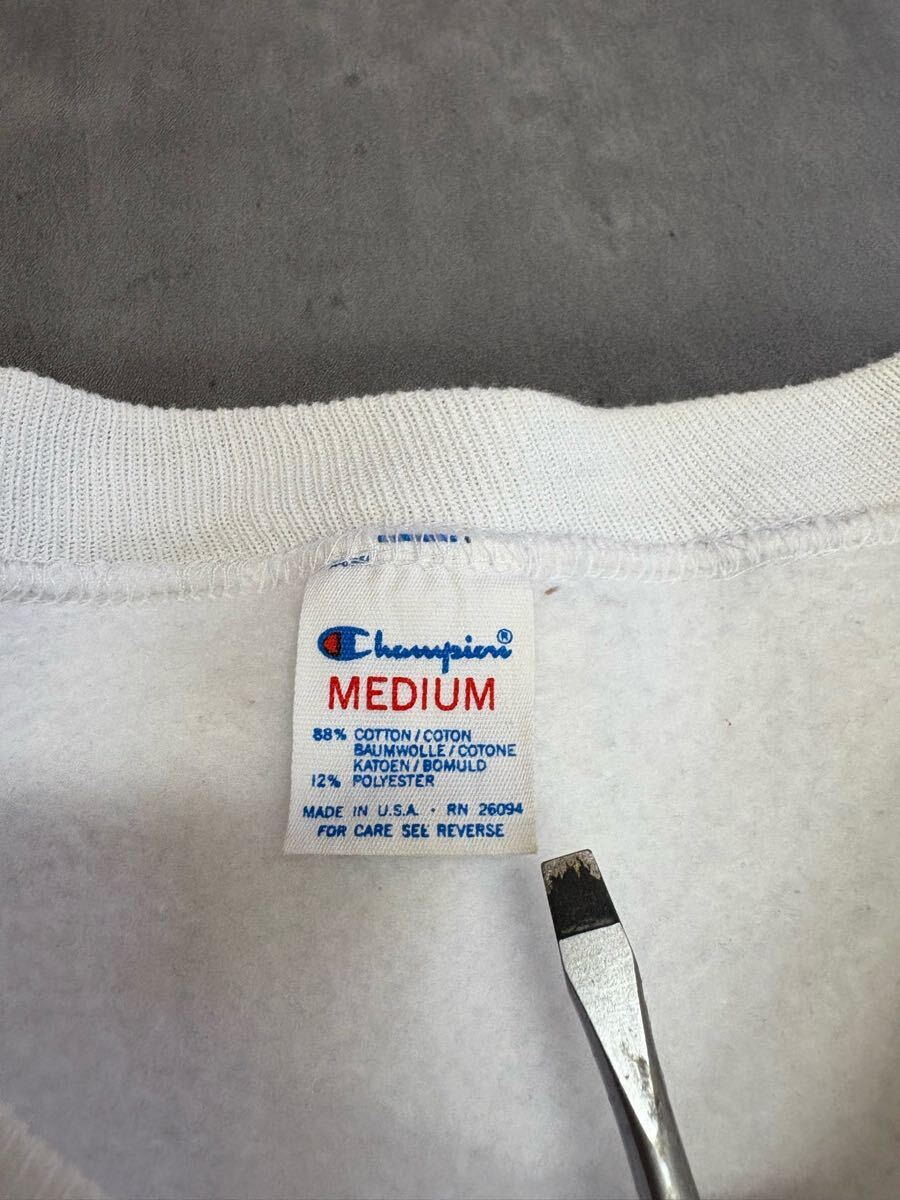 Champion®
MEDIUM
88% COTTON/COTON
BAUMWOLLE/COTONE
KATOEN/BOMULD
12% POLYESTER
MADE IN U.S.A. · RN 26094
FOR CARE SEE REVERSE